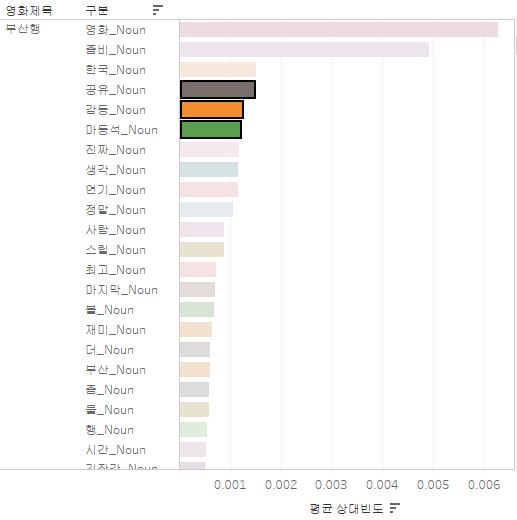 영화제목 구분
부산행 영화_Noun
좀비_Noun
한국_Noun
공유_Noun
감동_Noun
마동석_Noun
진짜_Noun
생각_Noun
연기_Noun
정말_Noun
사람_Noun
스릴_Noun
최고_Noun
마지막_Noun
볼_Noun
재미_Noun
더_Noun
부산_Noun
좀_Noun
물_Noun
행_Noun
시간_Noun
긴장감_Noun
0.001 0.002 0.003 0.004 0.005 0.006
평균 상대빈도